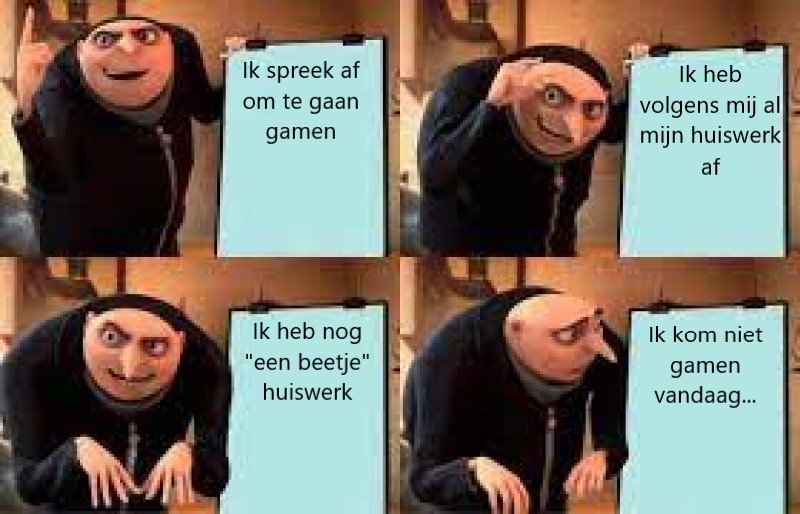 Ik spreek af
om te gaan
gamen
Ik heb
volgens mij al
mijn huiswerk
af
Ik heb nog
"een beetje"
huiswerk
Ik kom niet
gamen
vandaag...